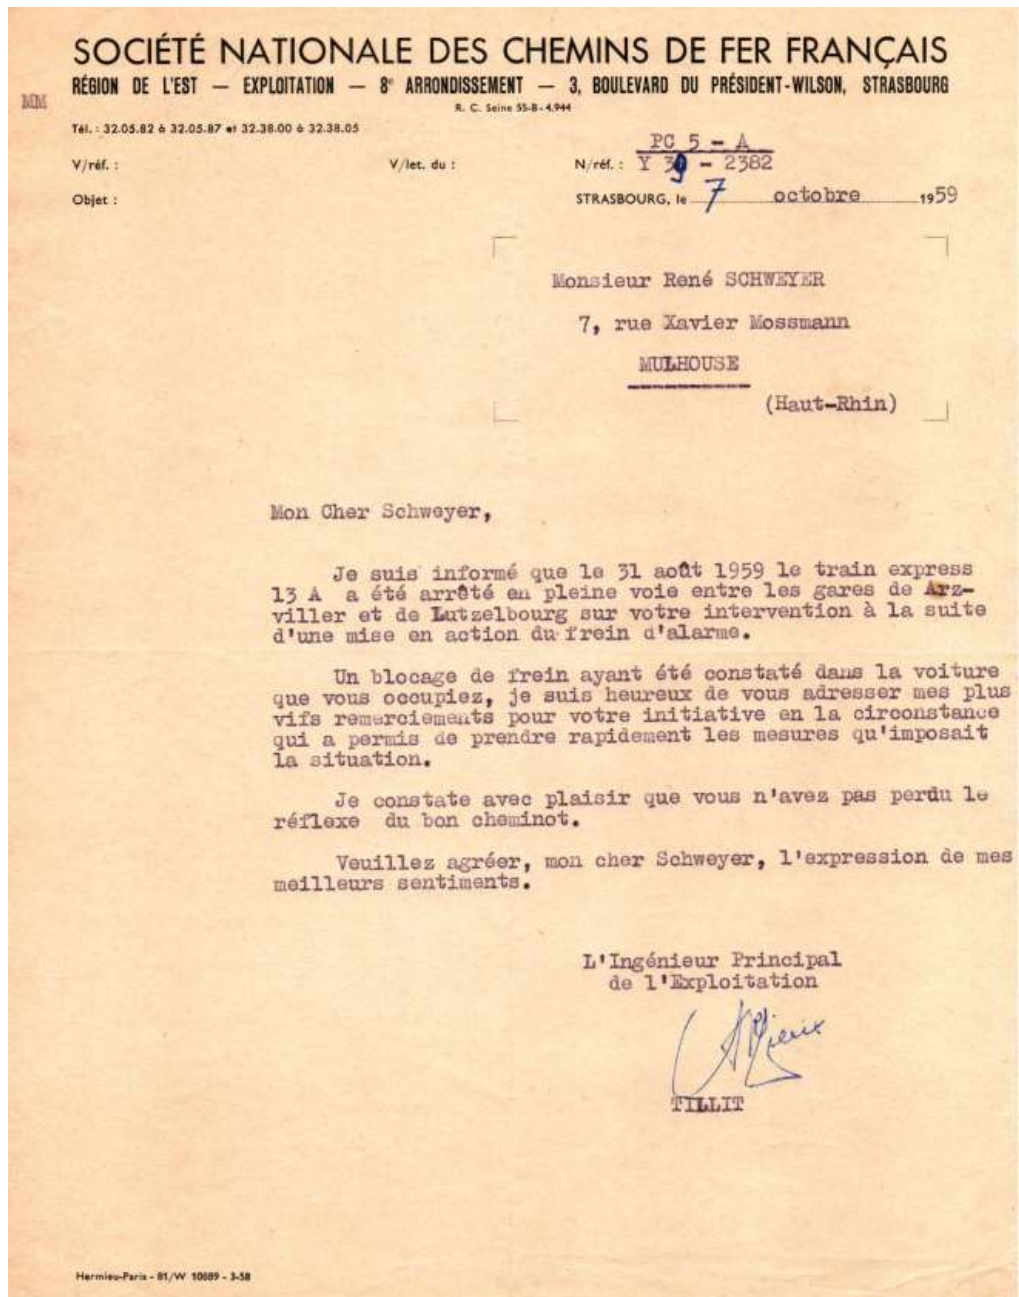 SOCIÉTÉ NATIONALE DES CHEMINS DE FER FRANÇAIS
RÉGION DE L'EST — EXPLOITATION — 8e ARRONDISSEMENT — 3, BOULEVARD DU PRÉSIDENT-WILSON, STRASBOURG
MM
R. C. Seine 55-B-4.944
Tél. : 32.05.82 à 32.05.87 et 32.38.00 à 32.38.05
PC 5 - A
V/réf. : V/let. du : N/réf. : Y 39 - 2382
Objet : STRASBOURG, le 7 octobre 1959
Monsieur René SCHWEYER
7, rue Xavier Mossmann
MULHOUSE
(Haut-Rhin)
Mon Cher Schweyer,
Je suis informé que le 31 août 1959 le train express
13 A a été arrêté en pleine voie entre les gares de Arz-
viller et de Lutzelbourg sur votre intervention à la suite
d'une mise en action du frein d'alarme.
Un blocage de frein ayant été constaté dans la voiture
que vous occupiez, je suis heureux de vous adresser mes plus
vifs remerciements pour votre initiative en la circonstance
qui a permis de prendre rapidement les mesures qu'imposait
la situation.
Je constate avec plaisir que vous n'avez pas perdu le
réflexe du bon cheminot.
Veuillez agréer, mon cher Schweyer, l'expression de mes
meilleurs sentiments.
L'Ingénieur Principal
de l'Exploitation
TILLIT
Hermieu-Paris - 81/W 10689 - 3-58